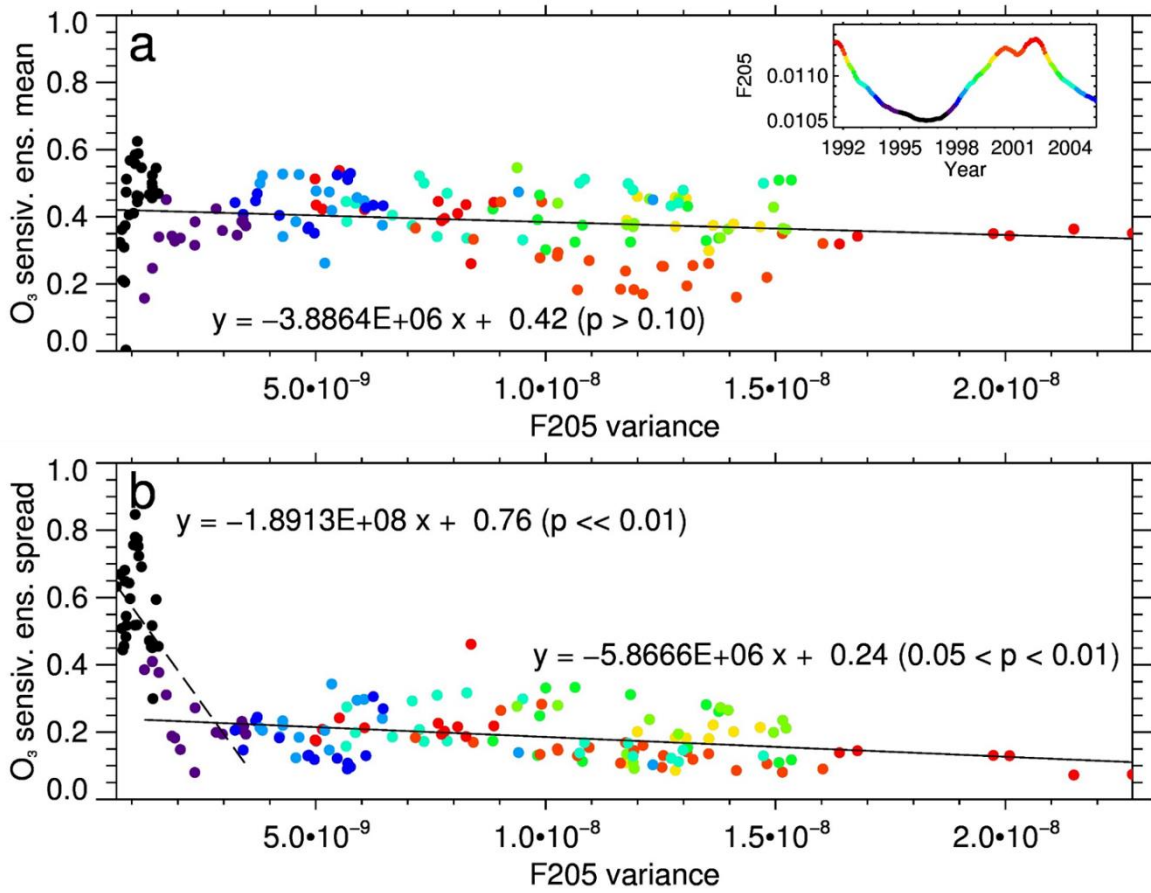 a
1.0
0.8
0.6
0.4
0.2
0.0
O₃ sensiv. ens. mean
F205
0.0110
0.0105
1992 1995 1998 2001 2004
Year
y = −3.8864E+06 x + 0.42 (p > 0.10)
5.0•10⁻⁹ 1.0•10⁻⁸ 1.5•10⁻⁸ 2.0•10⁻⁸
F205 variance
b
1.0
0.8
0.6
0.4
0.2
0.0
O₃ sensiv. ens. spread
y = −1.8913E+08 x + 0.76 (p << 0.01)
y = −5.8666E+06 x + 0.24 (0.05 < p < 0.01)
5.0•10⁻⁹ 1.0•10⁻⁸ 1.5•10⁻⁸ 2.0•10⁻⁸
F205 variance